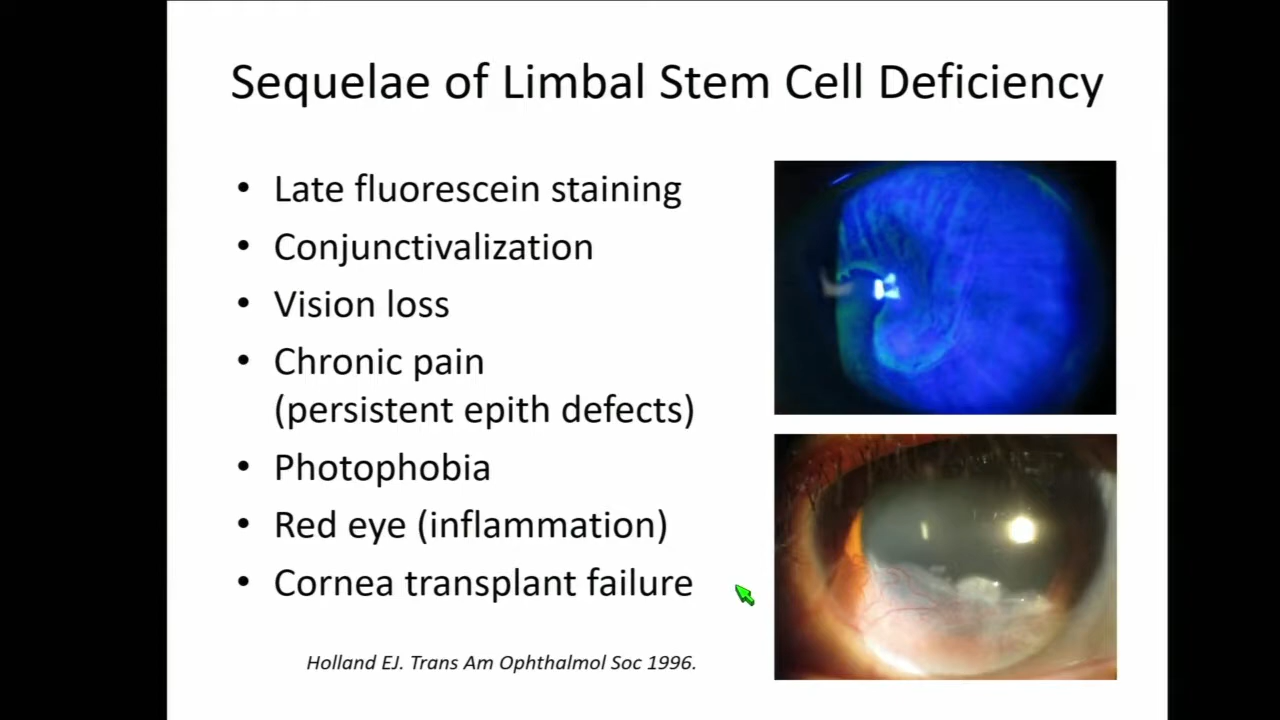 Sequelae of Limbal Stem Cell Deficiency
• Late fluorescein staining
• Conjunctivalization
• Vision loss
• Chronic pain
(persistent epith defects)
• Photophobia
• Red eye (inflammation)
• Cornea transplant failure
Holland EJ. Trans Am Ophthalmol Soc 1996.